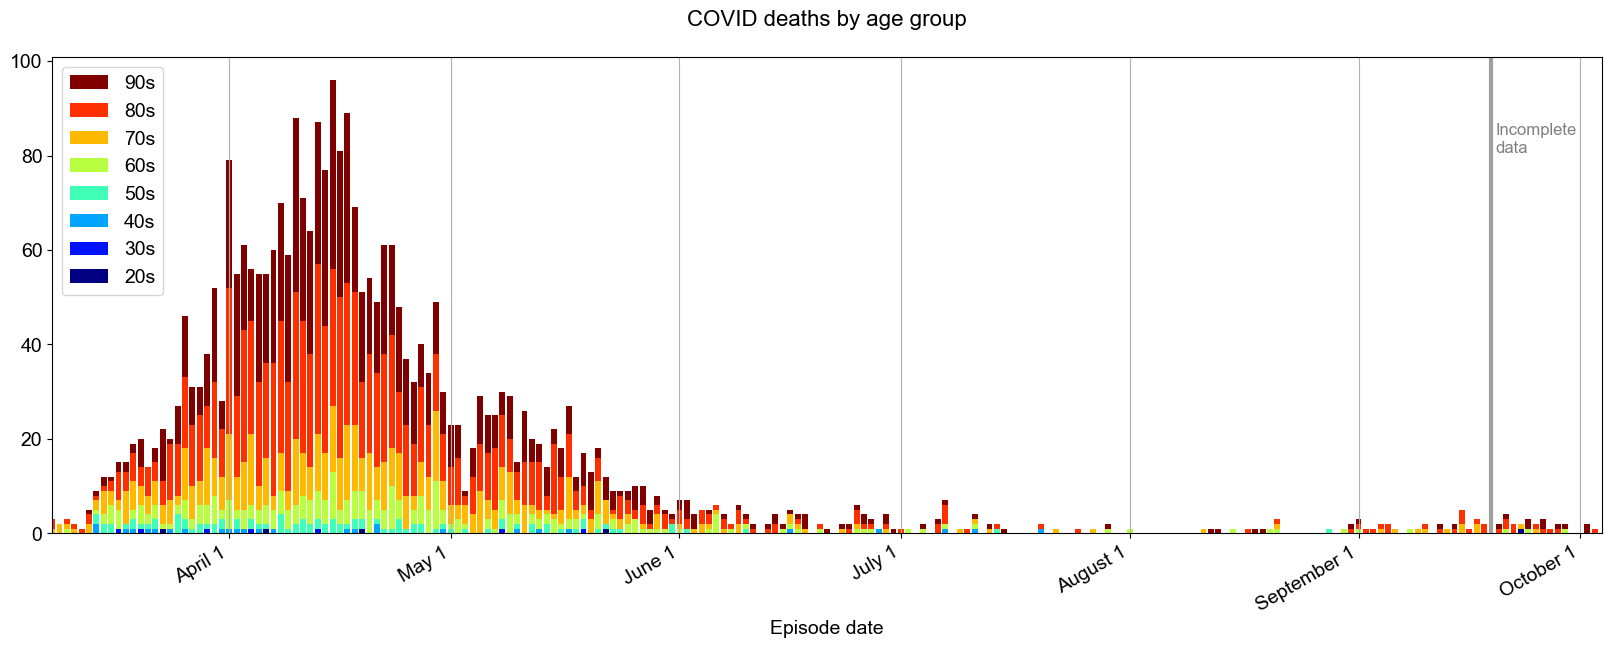 COVID deaths by age group
100
80
60
40
20
0
90s
80s
70s
60s
50s
40s
30s
20s
Incomplete
data
April 1
May 1
June 1
July 1
August 1
September 1
October 1
Episode date